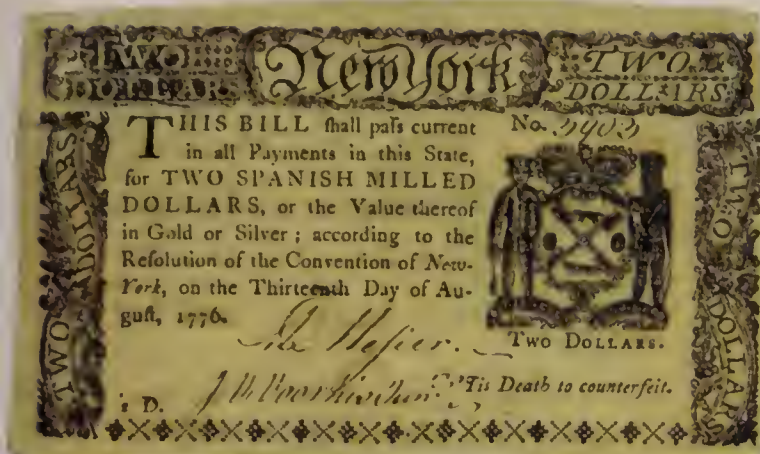 TWO DOLLARS
New York
TWO DOLLARS
TWO DOLLARS
TWO DOLLARS
No.
THIS BILL ſhall paſs current
in all Payments in this State,
for TWO SPANISH MILLED
DOLLARS, or the Value thereof
in Gold or Silver; according to the
Reſolution of the Convention of New-
York, on the Thirteenth Day of Au-
guſt, 1776.
TWO DOLLARS.
'Tis Death to counterfeit.
D.